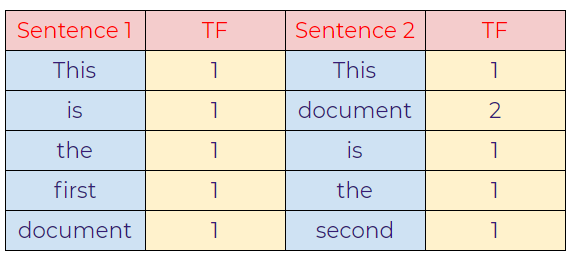 Sentence 1 TF Sentence 2 TF
This 1 This 1
is 1 document 2
the 1 is 1
first 1 the 1
document 1 second 1